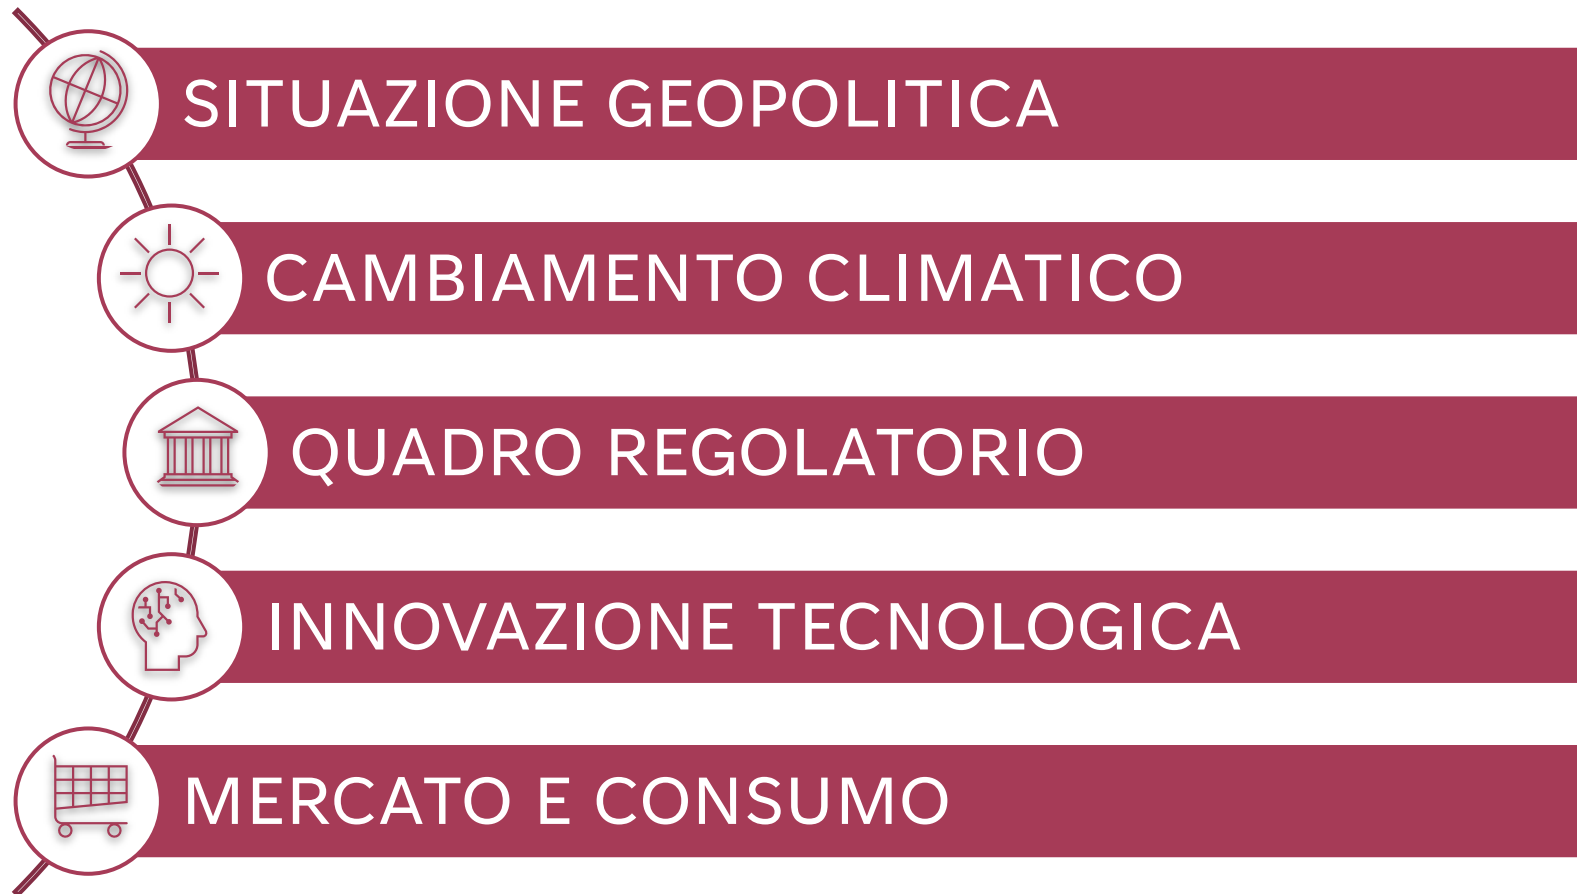 SITUAZIONE GEOPOLITICA
CAMBIAMENTO CLIMATICO
QUADRO REGOLATORIO
INNOVAZIONE TECNOLOGICA
MERCATO E CONSUMO